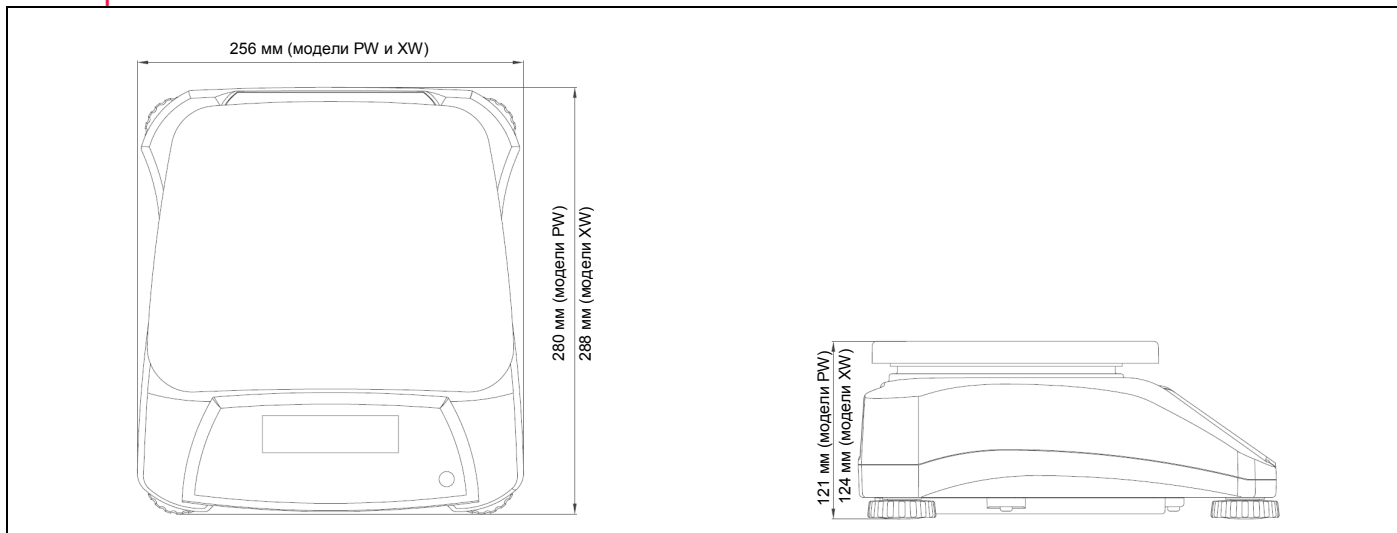 256 мм (модели PW и XW)
280 мм (модели PW)
288 мм (модели XW)
121 мм (модели PW)
124 мм (модели XW)